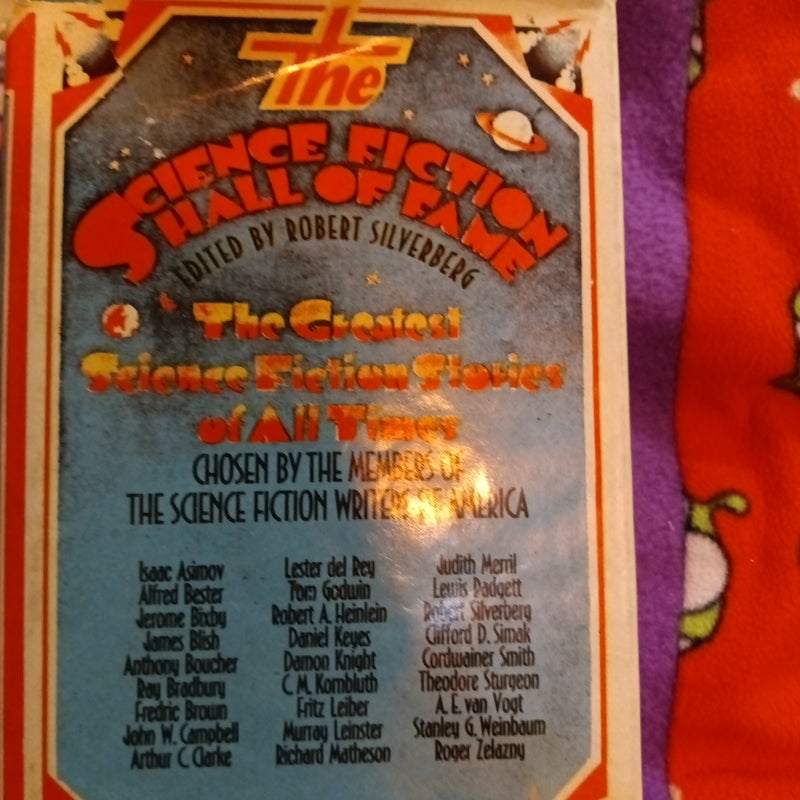 The
SCIENCE FICTION
HALL OF FAME
EDITED BY ROBERT SILVERBERG
The Greatest
Science Fiction Stories
of All Times
CHOSEN BY THE MEMBERS OF
THE SCIENCE FICTION WRITERS OF AMERICA
Isaac Asimov
Alfred Bester
Jerome Bixby
James Blish
Anthony Boucher
Ray Bradbury
Fredric Brown
John W. Campbell
Arthur C. Clarke
Lester del Rey
Tom Godwin
Robert A. Heinlein
Daniel Keyes
Damon Knight
C. M. Kornbluth
Fritz Leiber
Murray Leinster
Richard Matheson
Judith Merril
Lewis Padgett
Robert Silverberg
Clifford D. Simak
Cordwainer Smith
Theodore Sturgeon
A. E. van Vogt
Stanley G. Weinbaum
Roger Zelazny